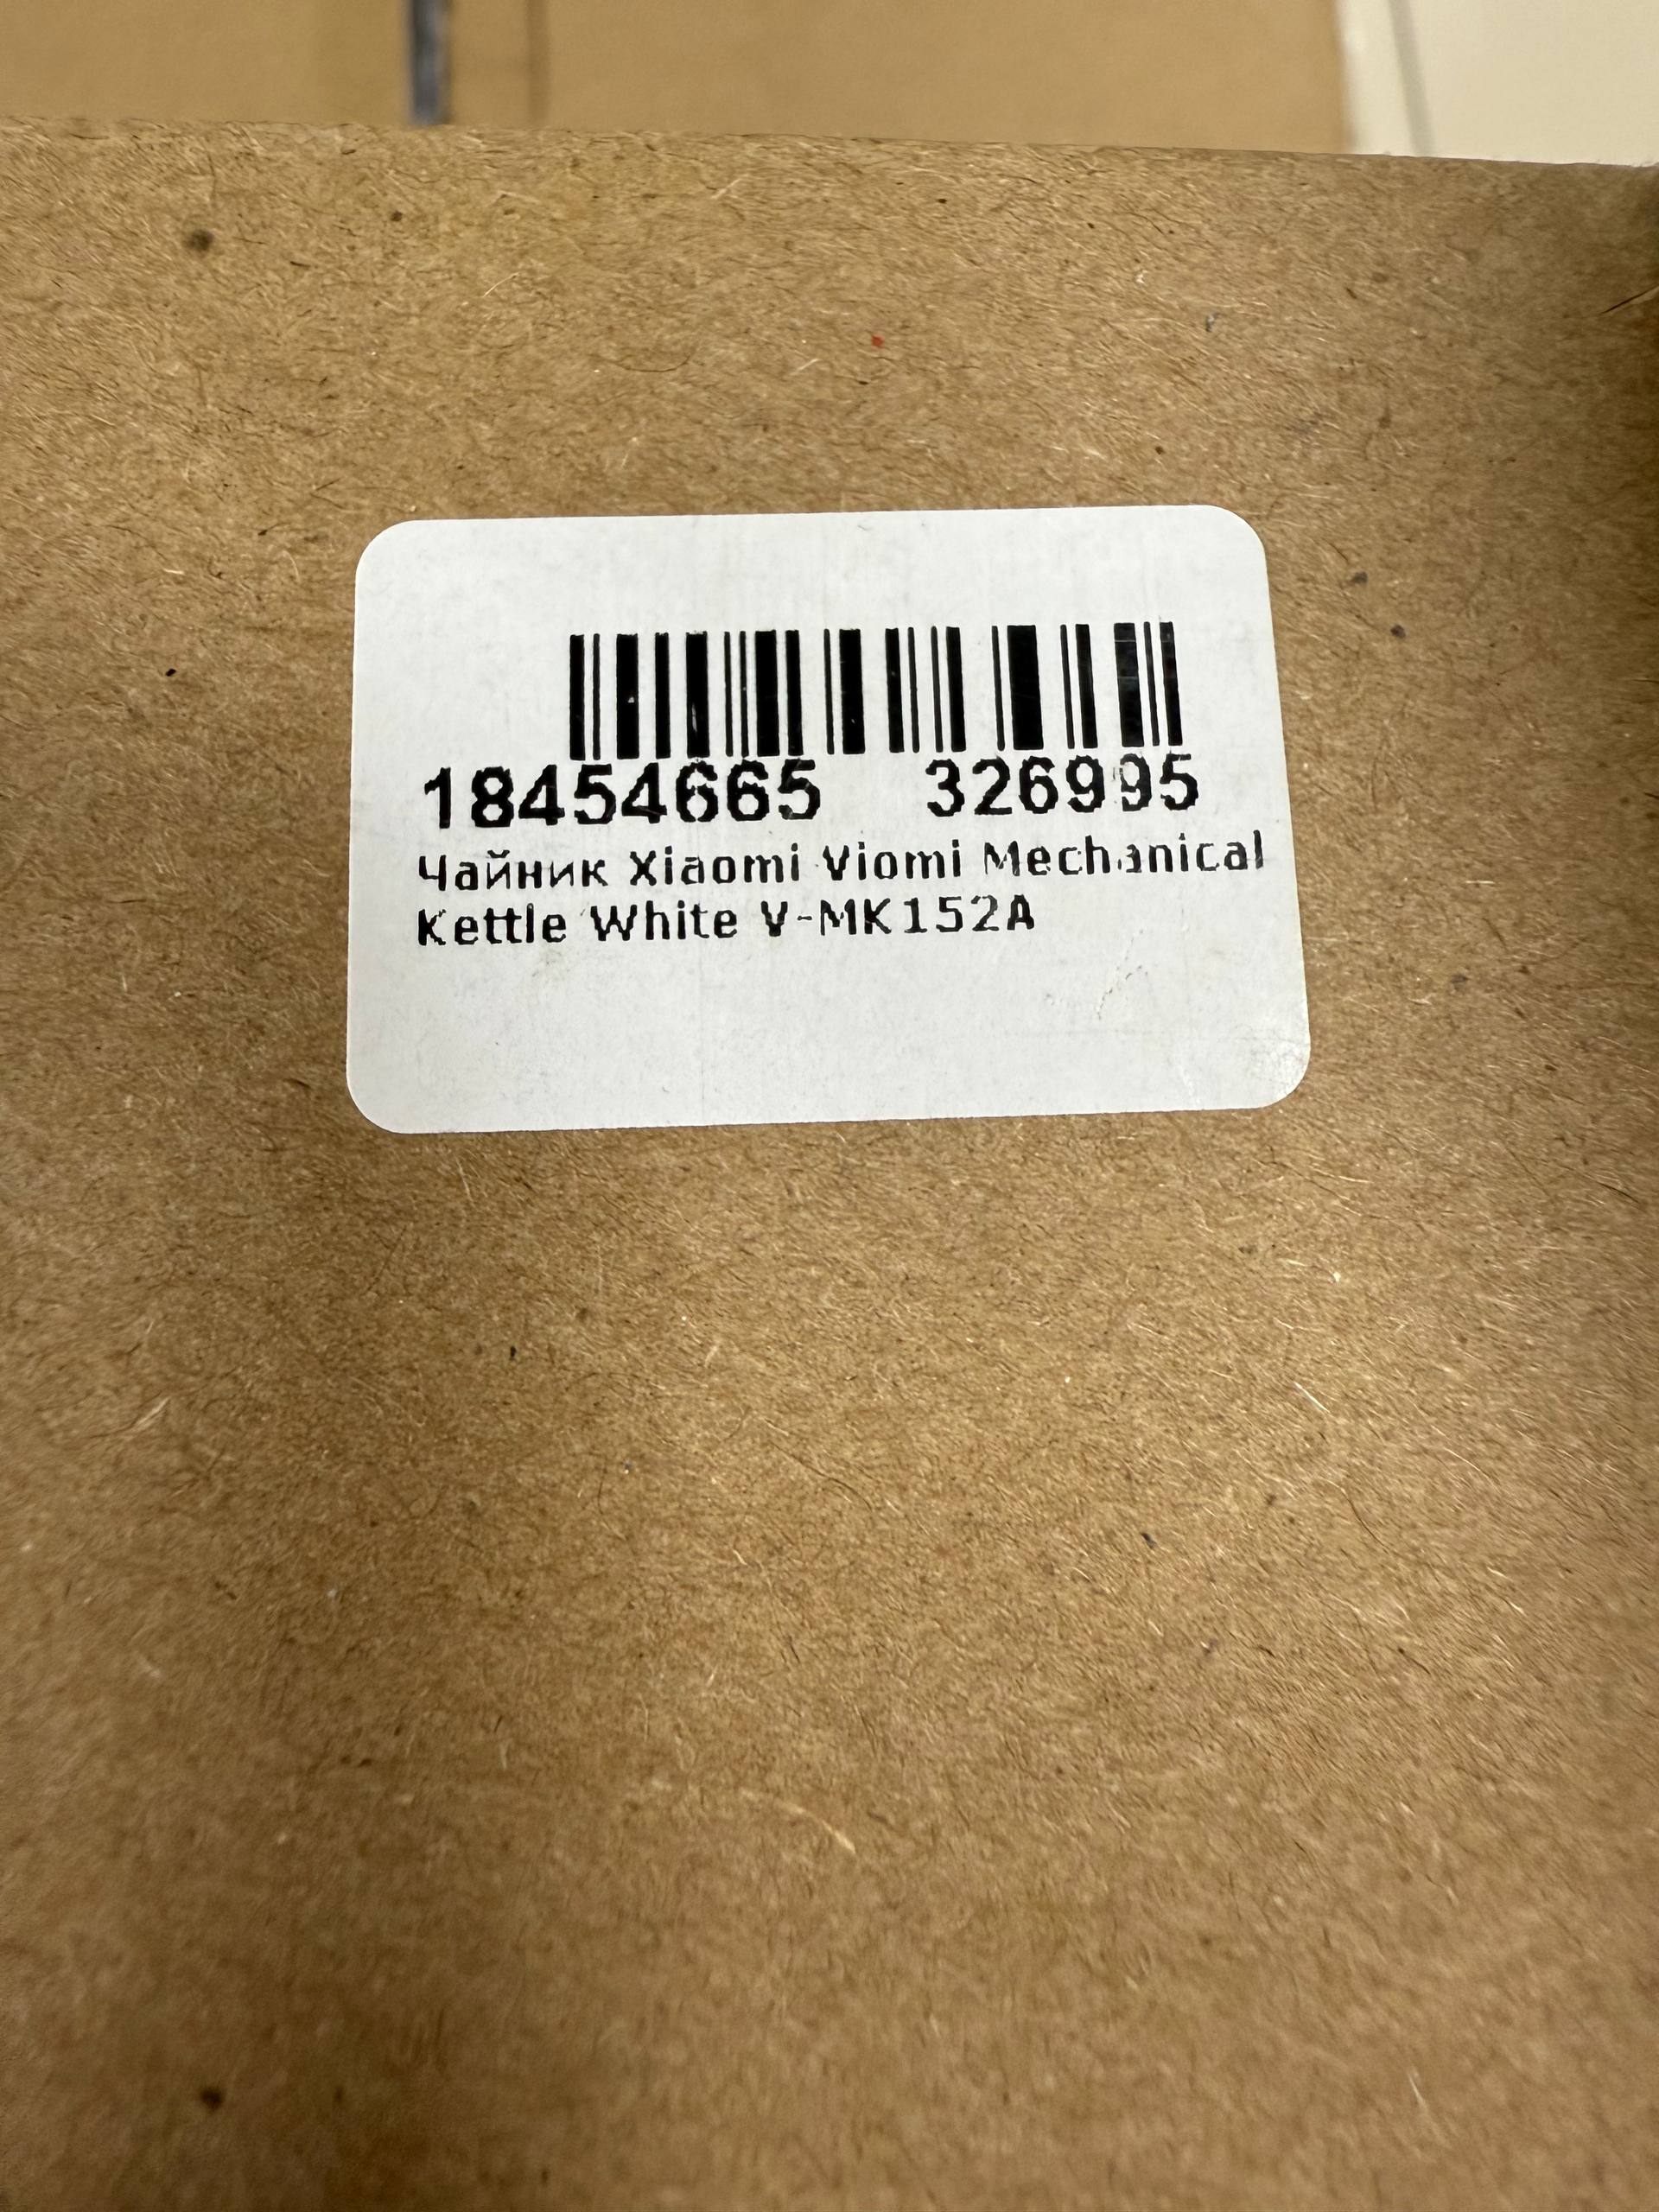 18454665 326995
Чайник Xiaomi Viomi Mechanical
Kettle White V-MK152A